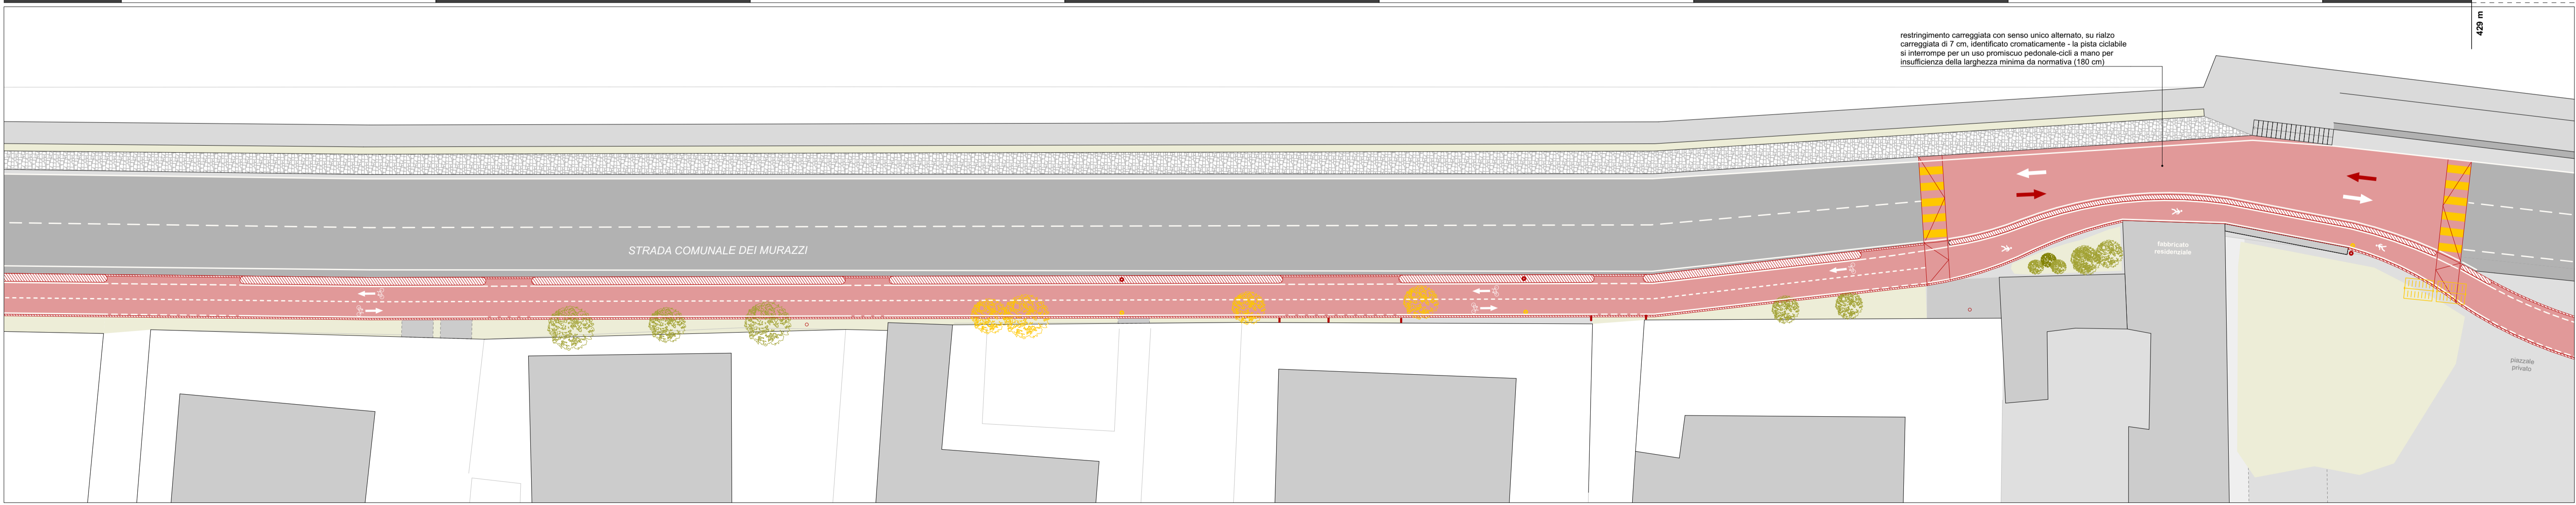 429 m
restringimento carreggiata con senso unico alternato, su rialzo
carreggiata di 7 cm, identificato cromaticamente - la pista ciclabile
si interrompe per un uso promiscuo pedonale-cicli a mano per
insufficienza della larghezza minima da normativa (180 cm)
STRADA COMUNALE DEI MURAZZI
fabbricato
residenziale
piazzale
privato